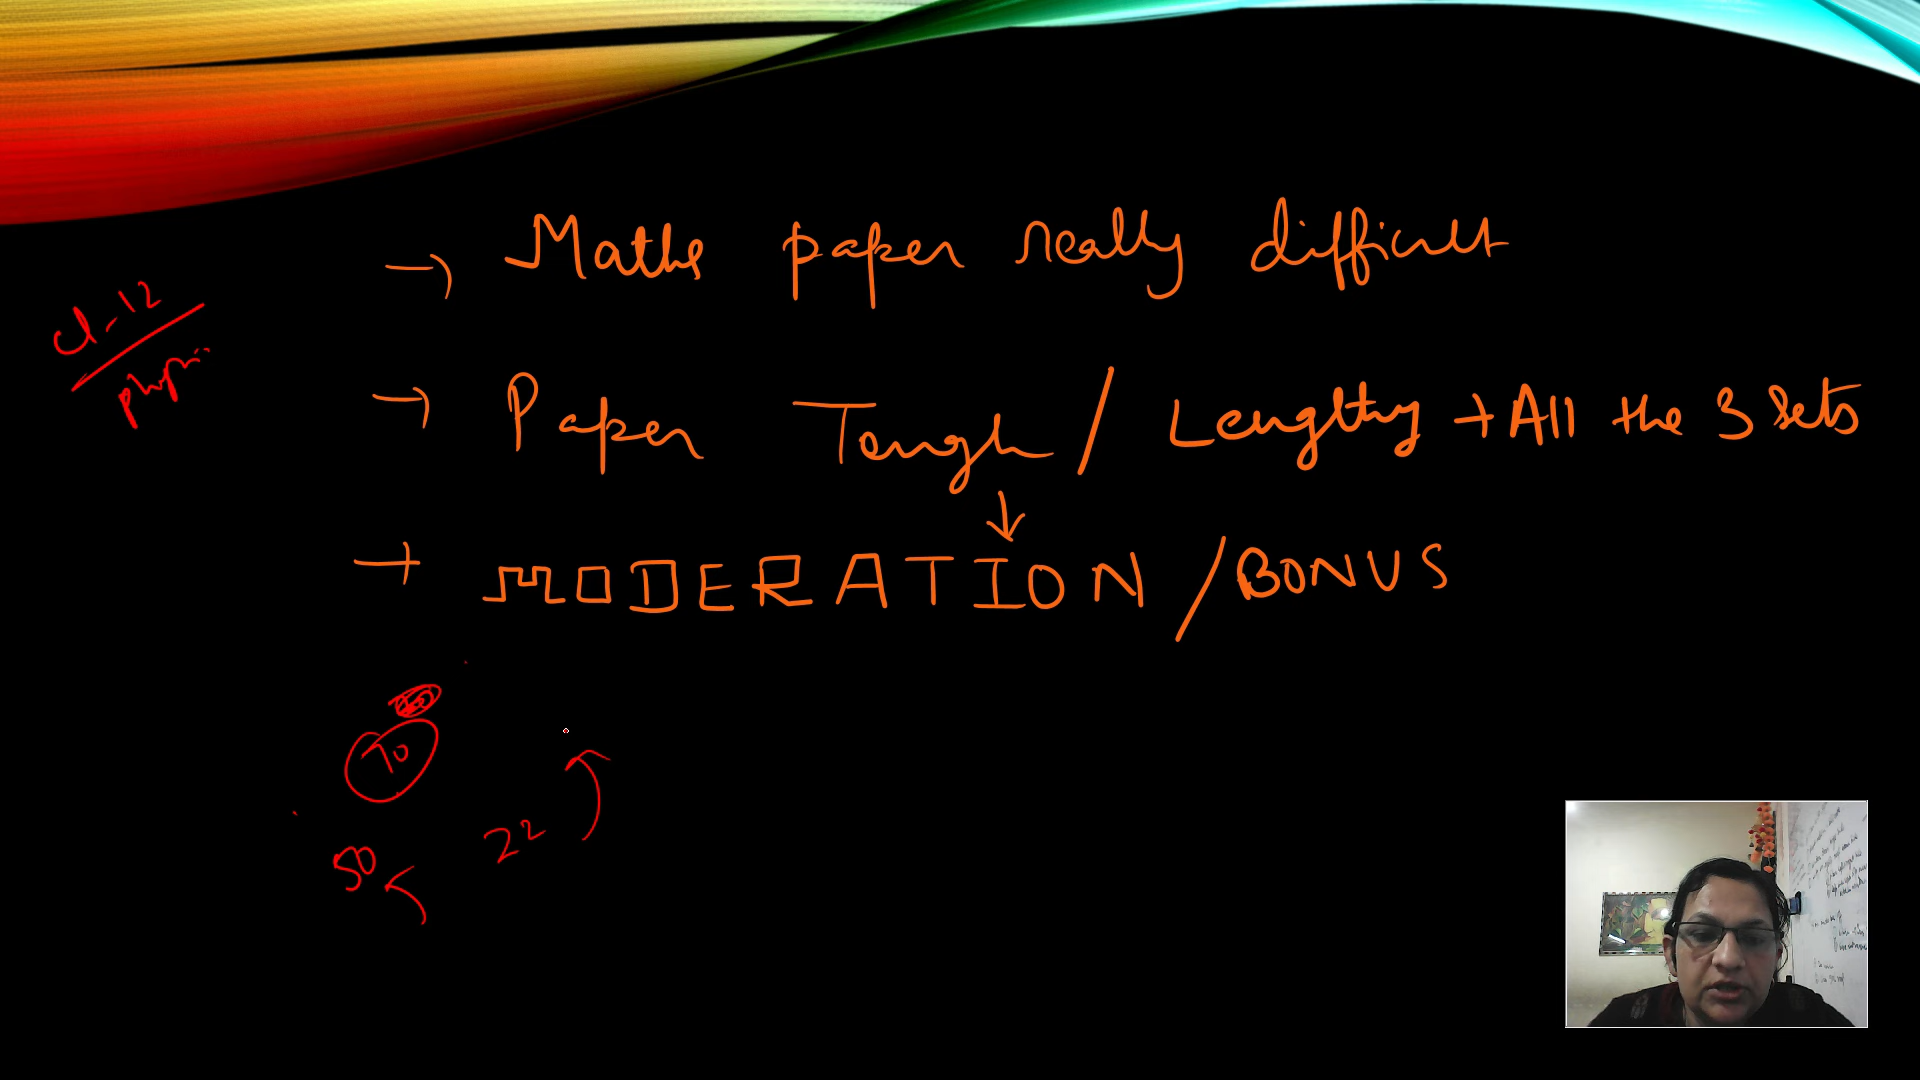 → Maths paper really difficult
cl-12
→ Paper Tough / Lengthy + All the 3 Sets
↓
→ MODERATION / BONUS
70
22
50